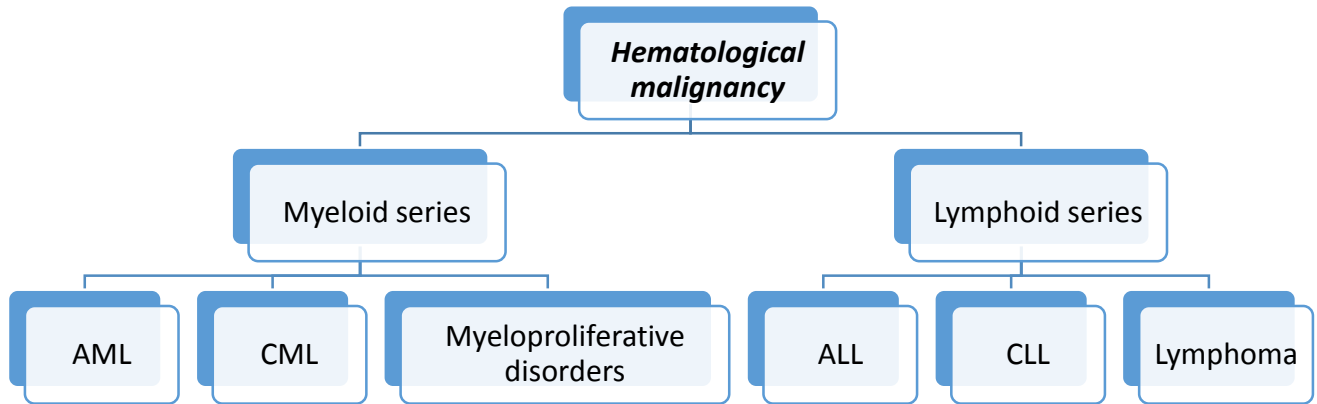 Hematological
malignancy
Myeloid series
Lymphoid series
AML
CML
Myeloproliferative
disorders
ALL
CLL
Lymphoma